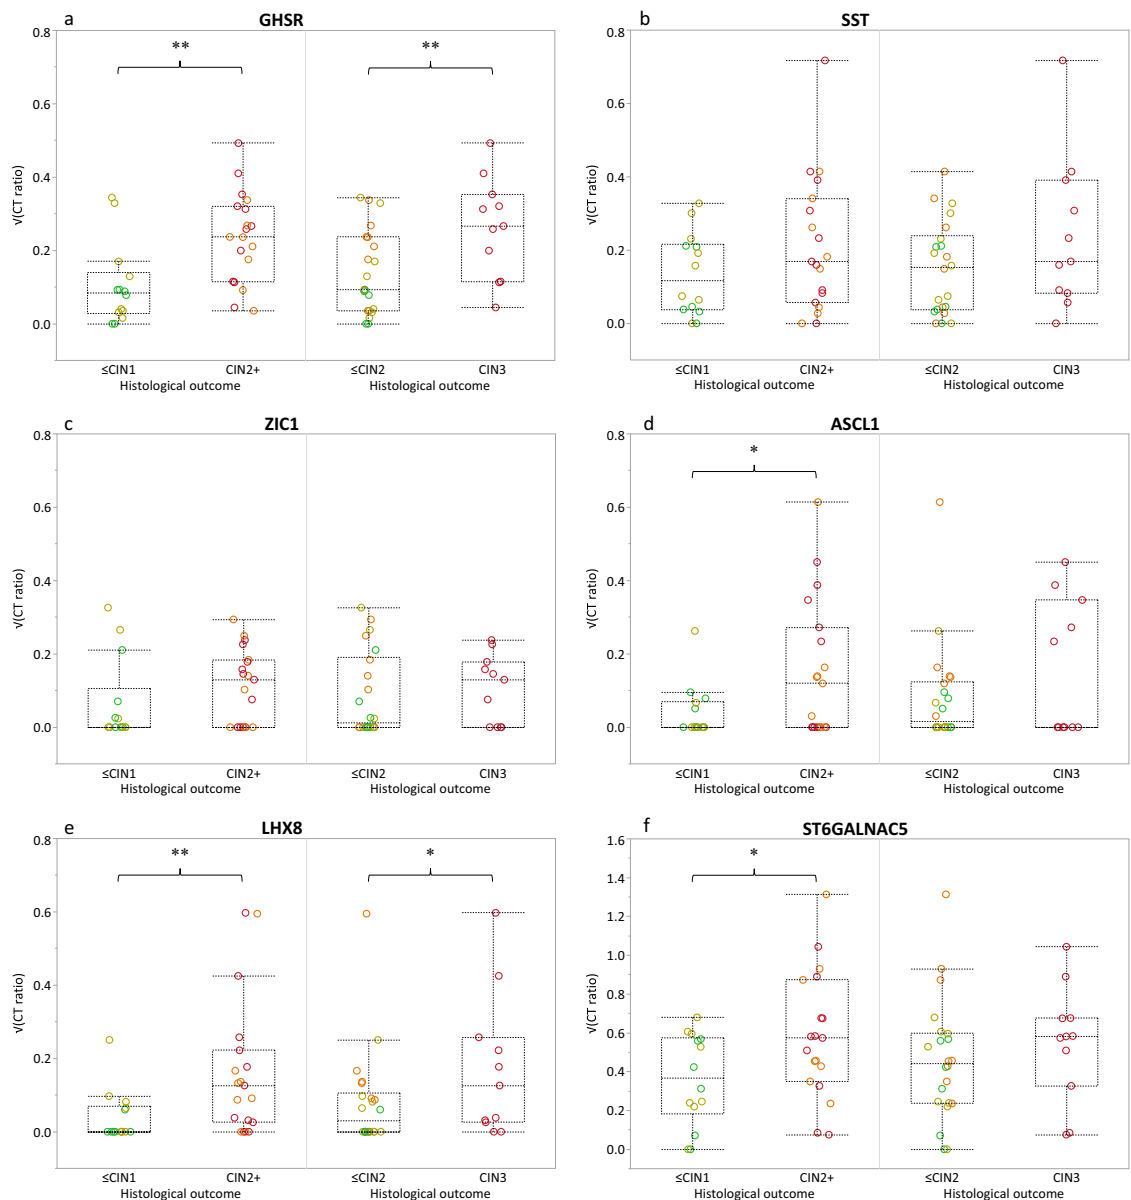 a
GHSR
0.8
0.6
0.4
0.2
0.0
√(CT ratio)
**
**
≤CIN1 CIN2+ ≤CIN2 CIN3
Histological outcome Histological outcome
b
SST
0.8
0.6
0.4
0.2
0.0
√(CT ratio)
≤CIN1 CIN2+ ≤CIN2 CIN3
Histological outcome Histological outcome
c
ZIC1
0.8
0.6
0.4
0.2
0.0
√(CT ratio)
≤CIN1 CIN2+ ≤CIN2 CIN3
Histological outcome Histological outcome
d
ASCL1
0.8
0.6
0.4
0.2
0.0
√(CT ratio)
*
≤CIN1 CIN2+ ≤CIN2 CIN3
Histological outcome Histological outcome
e
LHX8
0.8
0.6
0.4
0.2
0.0
√(CT ratio)
**
*
≤CIN1 CIN2+ ≤CIN2 CIN3
Histological outcome Histological outcome
f
ST6GALNAC5
1.6
1.4
1.4
1.0
0.8
0.6
0.4
0.2
0.0
√(CT ratio)
*
≤CIN1 CIN2+ ≤CIN2 CIN3
Histological outcome Histological outcome